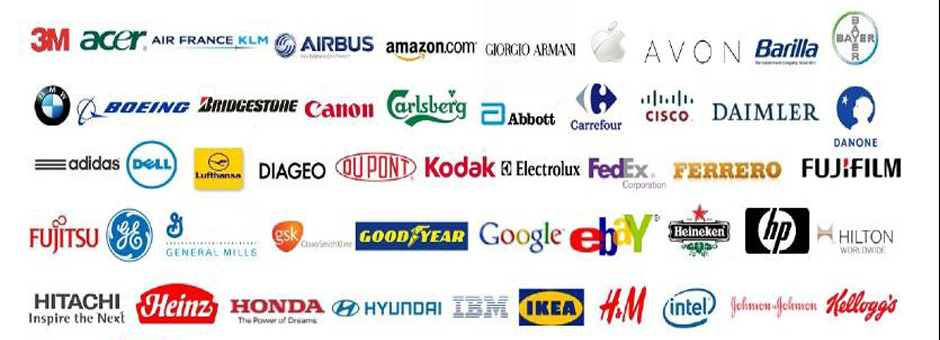 3M acer AIR FRANCE KLM AIRBUS amazon.com GIORGIO ARMANI AVON Barilla BAYER BAYER
BMW BOEING BRIDGESTONE Canon Carlsberg Abbott Carrefour CISCO DAIMLER DANONE
adidas DELL Lufthansa DIAGEO DUPONT Kodak Electrolux FedEx Corporation FERRERO FUJIFILM
FUJITSU GE GENERAL MILLS gsk GlaxoSmithKline GOODYEAR Google ebaY Heineken hp HILTON WORLDWIDE
HITACHI Inspire the Next Heinz HONDA The Power of Dreams HYUNDAI IBM IKEA H&M intel Johnson & Johnson Kellogg's